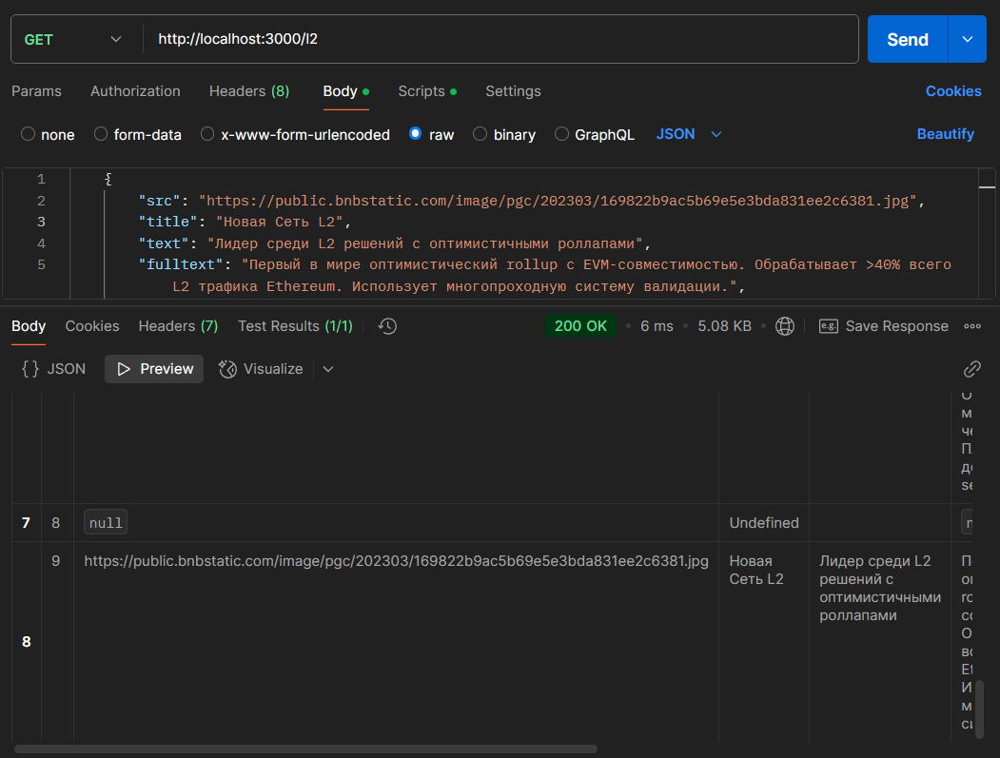 GET http://localhost:3000/l2 Send
Params Authorization Headers (8) Body Scripts Settings Cookies
none form-data x-www-form-urlencoded raw binary GraphQL JSON Beautify
1 {
2 "src": "https://public.bnbstatic.com/image/pgc/202303/169822b9ac5b69e5e3bda831ee2c6381.jpg",
3 "title": "Новая Сеть L2",
4 "text": "Лидер среди L2 решений с оптимистичными роллапами",
5 "fulltext": "Первый в мире оптимистический rollup с EVM-совместимостью. Обрабатывает >40% всего
L2 трафика Ethereum. Использует многопроходную систему валидации.",
Body Cookies Headers (7) Test Results (1/1) 200 OK 6 ms 5.08 KB e.g. Save Response
{} JSON Preview Visualize
м
П
se
7 8 null Undefined
9 https://public.bnbstatic.com/image/pgc/202303/169822b9ac5b69e5e3bda831ee2c6381.jpg Новая Лидер среди L2
Сеть L2 решений с
оптимистичными
роллапами
8
О
И
м